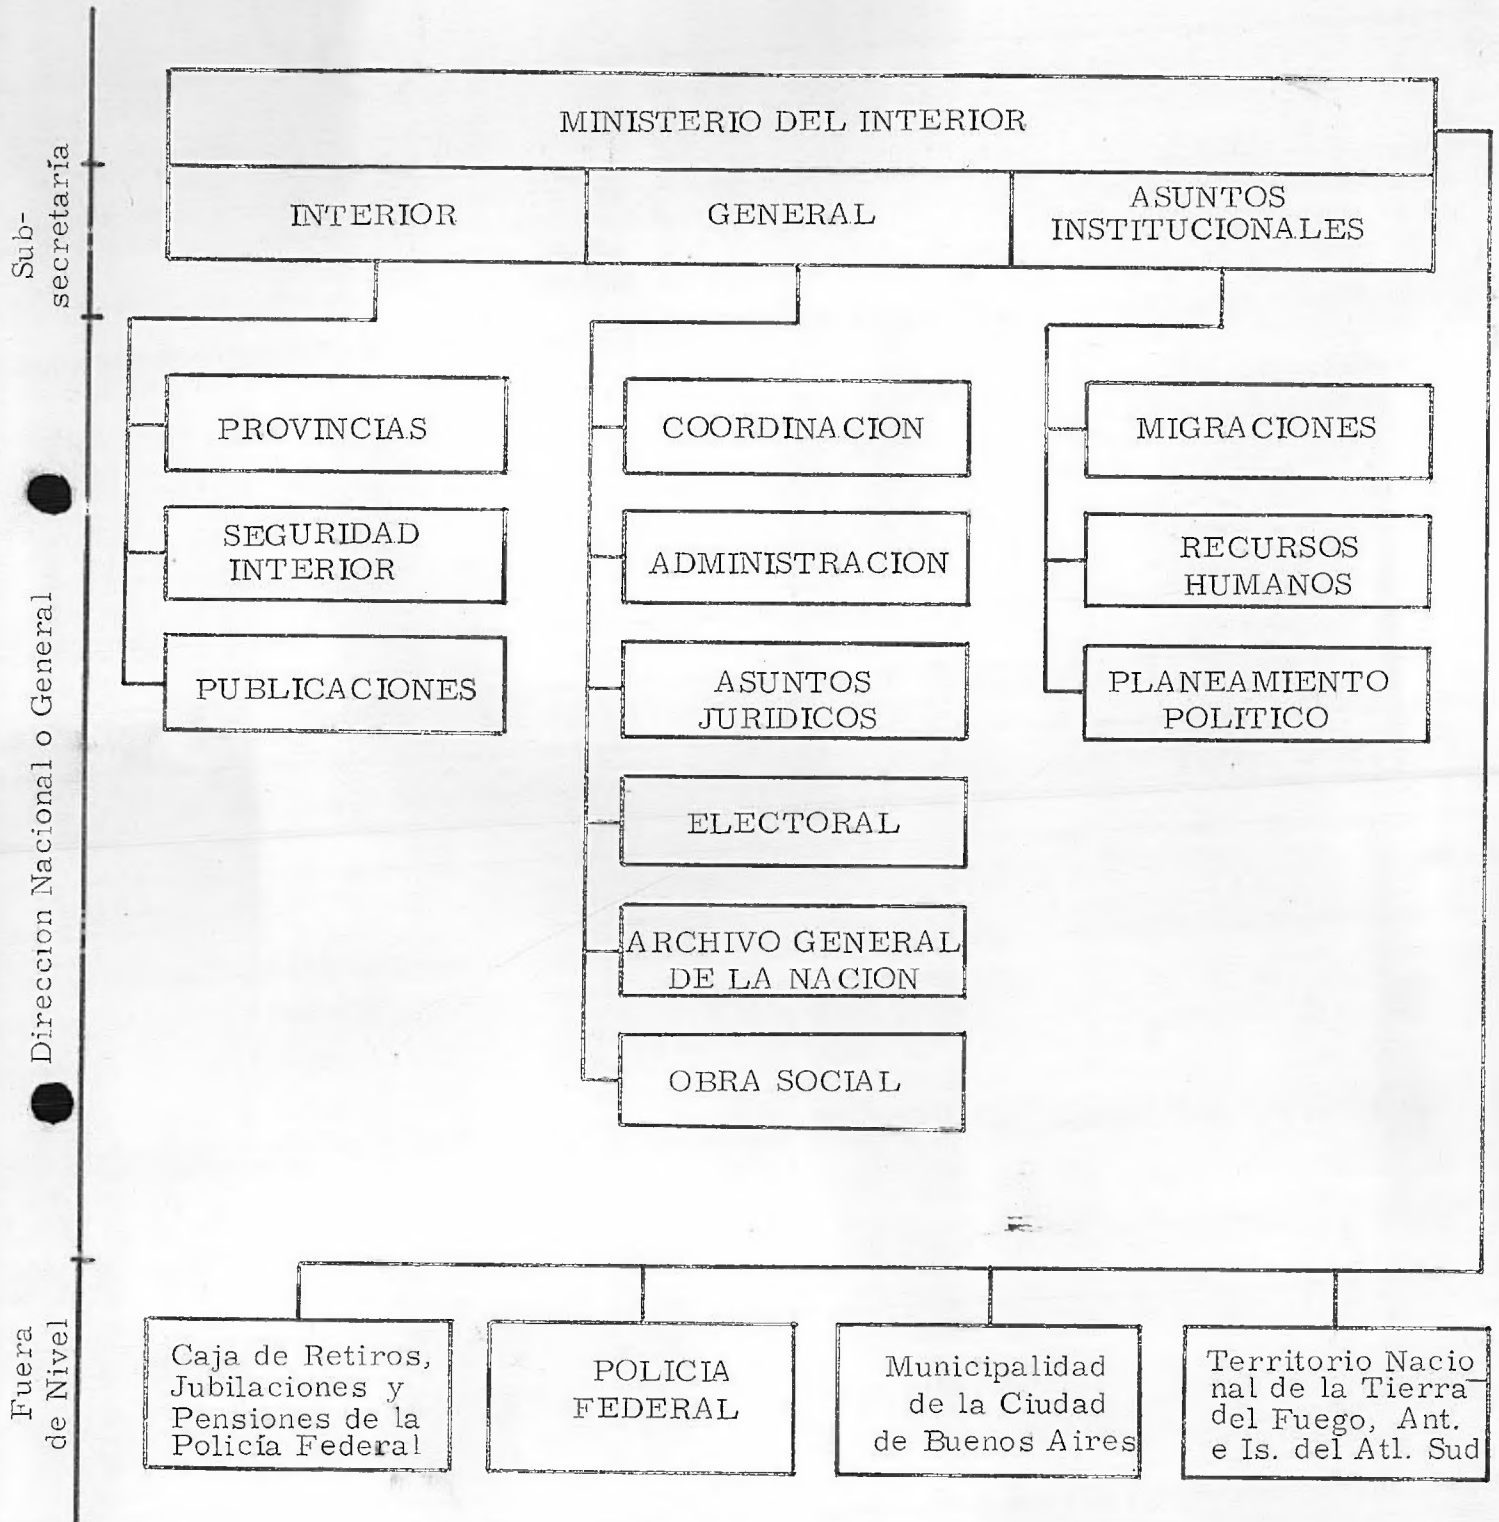 MINISTERIO DEL INTERIOR
Sub-
secretaría
INTERIOR
GENERAL
ASUNTOS
INSTITUCIONALES
Direccion Nacional o General
PROVINCIAS
SEGURIDAD
INTERIOR
PUBLICACIONES
COORDINACION
ADMINISTRACION
ASUNTOS
JURIDICOS
ELECTORAL
ARCHIVO GENERAL
DE LA NACION
OBRA SOCIAL
MIGRACIONES
RECURSOS
HUMANOS
PLANEAMIENTO
POLITICO
Fuera
de Nivel
Caja de Retiros,
Jubilaciones y
Pensiones de la
Policía Federal
POLICIA
FEDERAL
Municipalidad
de la Ciudad
de Buenos Aires
Territorio Nacio
nal de la Tierra
del Fuego, Ant.
e Is. del Atl. Sud